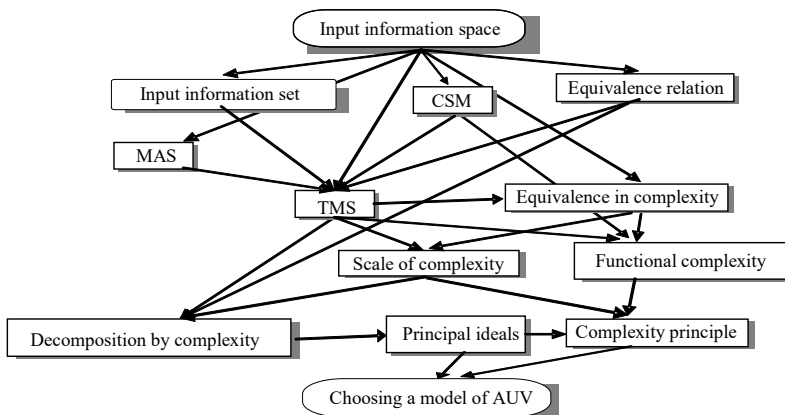 Input information space
Input information set
CSM
Equivalence relation
MAS
TMS
Equivalence in complexity
Scale of complexity
Functional complexity
Decomposition by complexity
Principal ideals
Complexity principle
Choosing a model of AUV